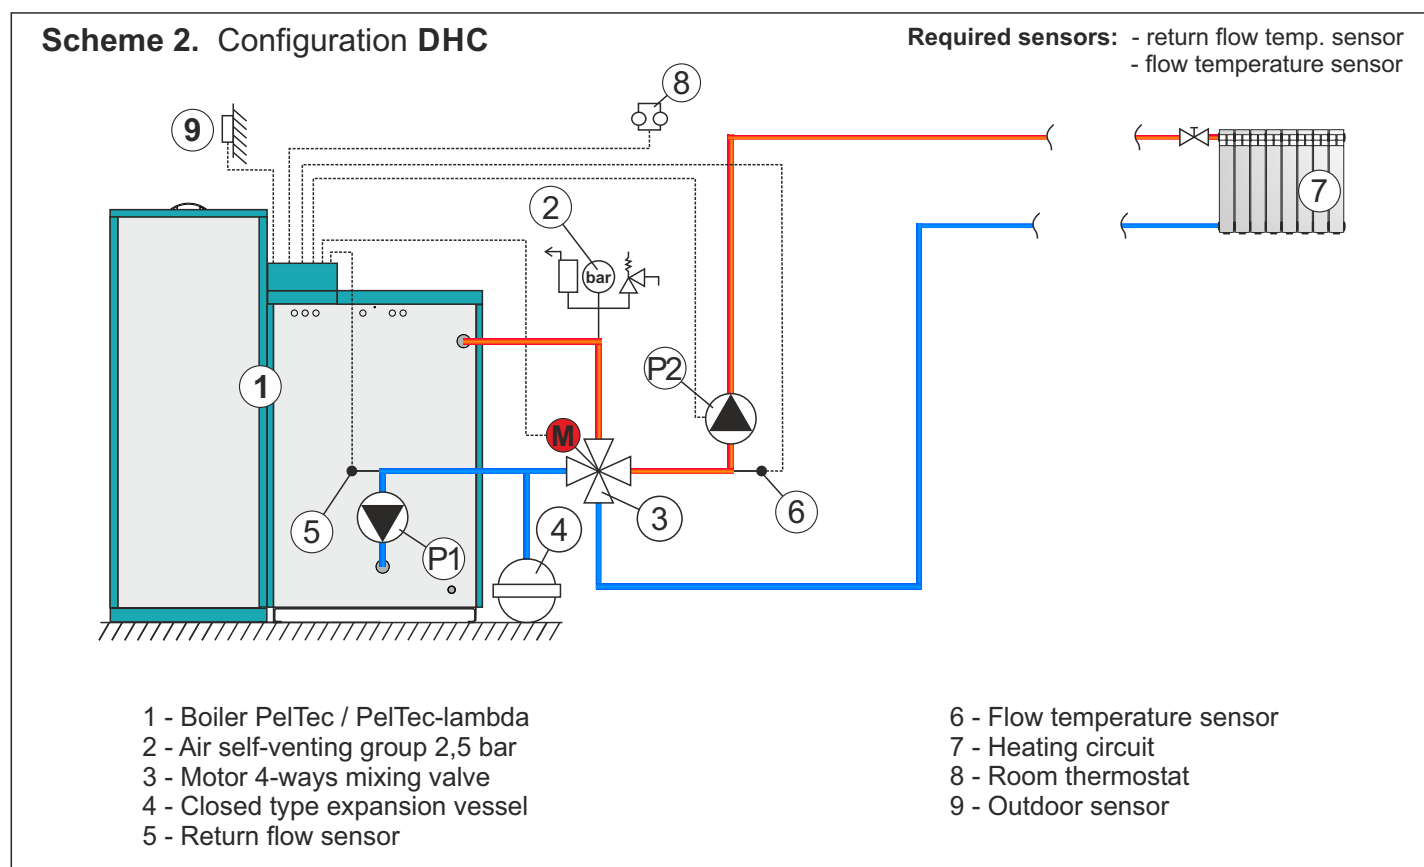 Scheme 2. Configuration DHC
Required sensors: - return flow temp. sensor
- flow temperature sensor
8
9
7
2
bar
1
P2
M
5
P1
4
3
6
1 - Boiler PelTec / PelTec-lambda
2 - Air self-venting group 2,5 bar
3 - Motor 4-ways mixing valve
4 - Closed type expansion vessel
5 - Return flow sensor
6 - Flow temperature sensor
7 - Heating circuit
8 - Room thermostat
9 - Outdoor sensor